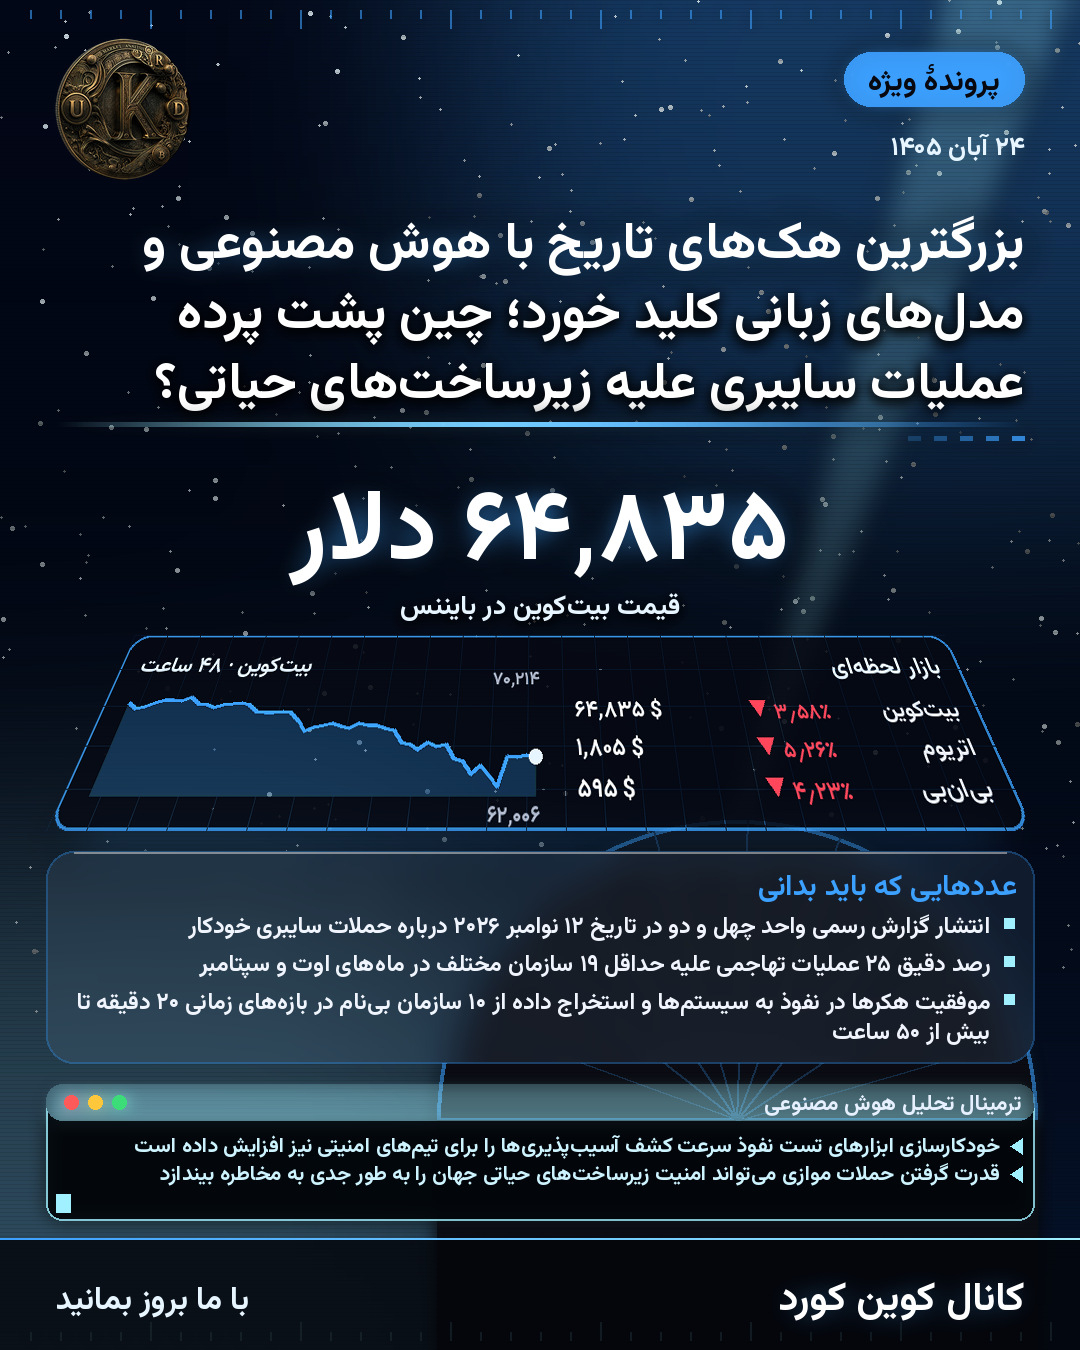 پروندهٔ ویژه
۲۴ آبان ۱۴۰۵
بزرگترین هک‌های تاریخ با هوش مصنوعی و
مدل‌های زبانی کلید خورد؛ چین پشت پرده
عملیات سایبری علیه زیرساخت‌های حیاتی؟
۶۴,۸۳۵ دلار
قیمت بیت‌کوین در بایننس
بازار لحظه‌ای
بیت‌کوین ▼ ۳٫۵۸٪ ۶۴,۸۳۵ $
اتریوم ▼ ۵٫۲۶٪ ۱,۸۰۵ $
بی‌ان‌بی ▼ ۴٫۲۳٪ ۵۹۵ $
بیت‌کوین · ۴۸ ساعت
۷۰,۲۱۴
۶۲,۰۰۶
عددهایی که باید بدانی
انتشار گزارش رسمی واحد چهل و دو در تاریخ ۱۲ نوامبر ۲۰۲۶ درباره حملات سایبری خودکار
رصد دقیق ۲۵ عملیات تهاجمی علیه حداقل ۱۹ سازمان مختلف در ماه‌های اوت و سپتامبر
موفقیت هکرها در نفوذ به سیستم‌ها و استخراج داده از ۱۰ سازمان بی‌نام در بازه‌های زمانی ۲۰ دقیقه تا
بیش از ۵۰ ساعت
ترمینال تحلیل هوش مصنوعی
خودکارسازی ابزارهای تست نفوذ سرعت کشف آسیب‌پذیری‌ها را برای تیم‌های امنیتی نیز افزایش داده است
قدرت گرفتن حملات موازی می‌تواند امنیت زیرساخت‌های حیاتی جهان را به طور جدی به مخاطره بیندازد
کانال کوین کورد
با ما بروز بمانید
K
U
R
D